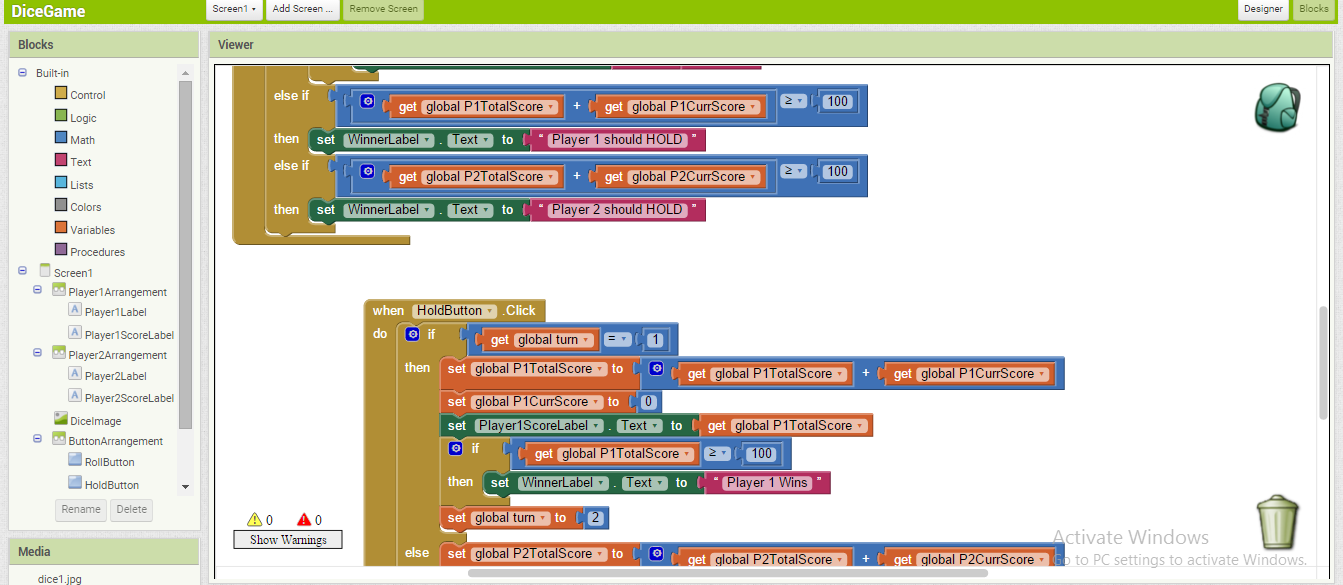 DiceGame
Screen1
Add Screen ...
Remove Screen
Designer
Blocks
Blocks
Built-in
Control
Logic
Math
Text
Lists
Colors
Variables
Procedures
Screen1
Player1Arrangement
Player1Label
Player1ScoreLabel
Player2Arrangement
Player2Label
Player2ScoreLabel
DiceImage
ButtonArrangement
RollButton
HoldButton
Rename
Delete
Media
dice1.jpg
Viewer
else if get global P1TotalScore + get global P1CurrScore ≥ 100
then set WinnerLabel . Text to " Player 1 should HOLD "
else if get global P2TotalScore + get global P2CurrScore ≥ 100
then set WinnerLabel . Text to " Player 2 should HOLD "
when HoldButton .Click
do if get global turn = 1
then set global P1TotalScore to get global P1TotalScore + get global P1CurrScore
set global P1CurrScore to 0
set Player1ScoreLabel . Text to get global P1TotalScore
if get global P1TotalScore ≥ 100
then set WinnerLabel . Text to " Player 1 Wins "
set global turn to 2
else set global P2TotalScore to get global P2TotalScore + get global P2CurrScore
0 0
Show Warnings
Activate Windows
Go to PC settings to activate Windows.